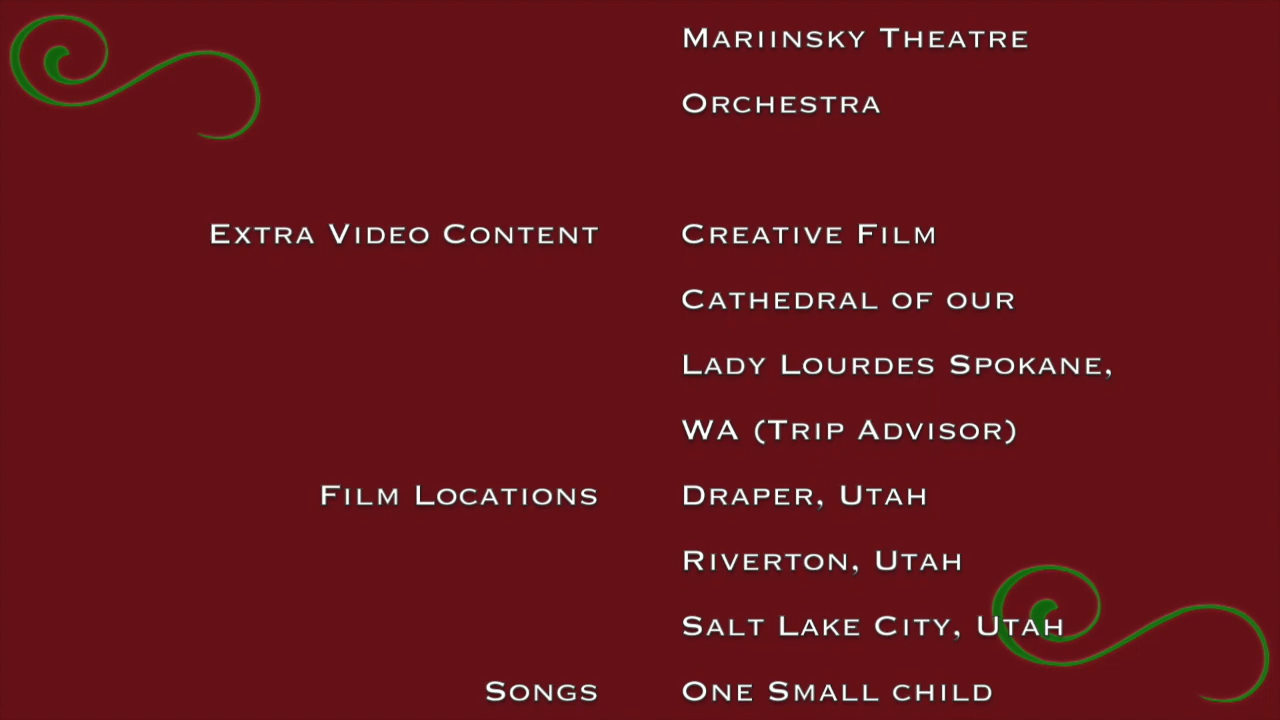 Mariinsky Theatre
Orchestra
Extra Video Content Creative Film
Cathedral of our
Lady Lourdes Spokane,
WA (Trip Advisor)
Film Locations Draper, Utah
Riverton, Utah
Salt Lake City, Utah
Songs One Small child